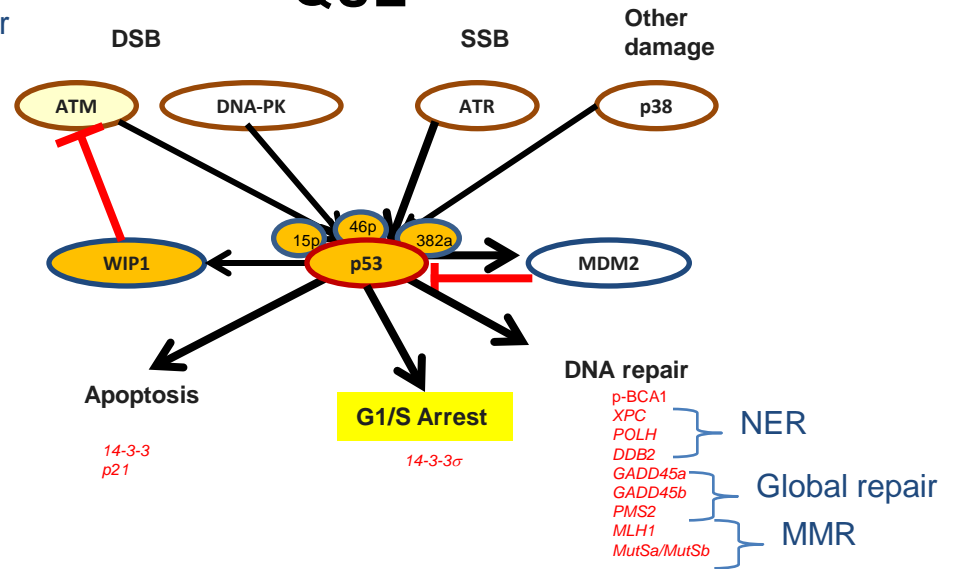 r
DSB
SSB
Other
damage
ATM
DNA-PK
ATR
p38
15p
46p
382a
WIP1
p53
MDM2
Apoptosis
14-3-3
p21
G1/S Arrest
14-3-3σ
DNA repair
p-BCA1
XPC
POLH
DDB2
NER
GADD45a
GADD45b
PMS2
Global repair
MLH1
MutSa/MutSb
MMR